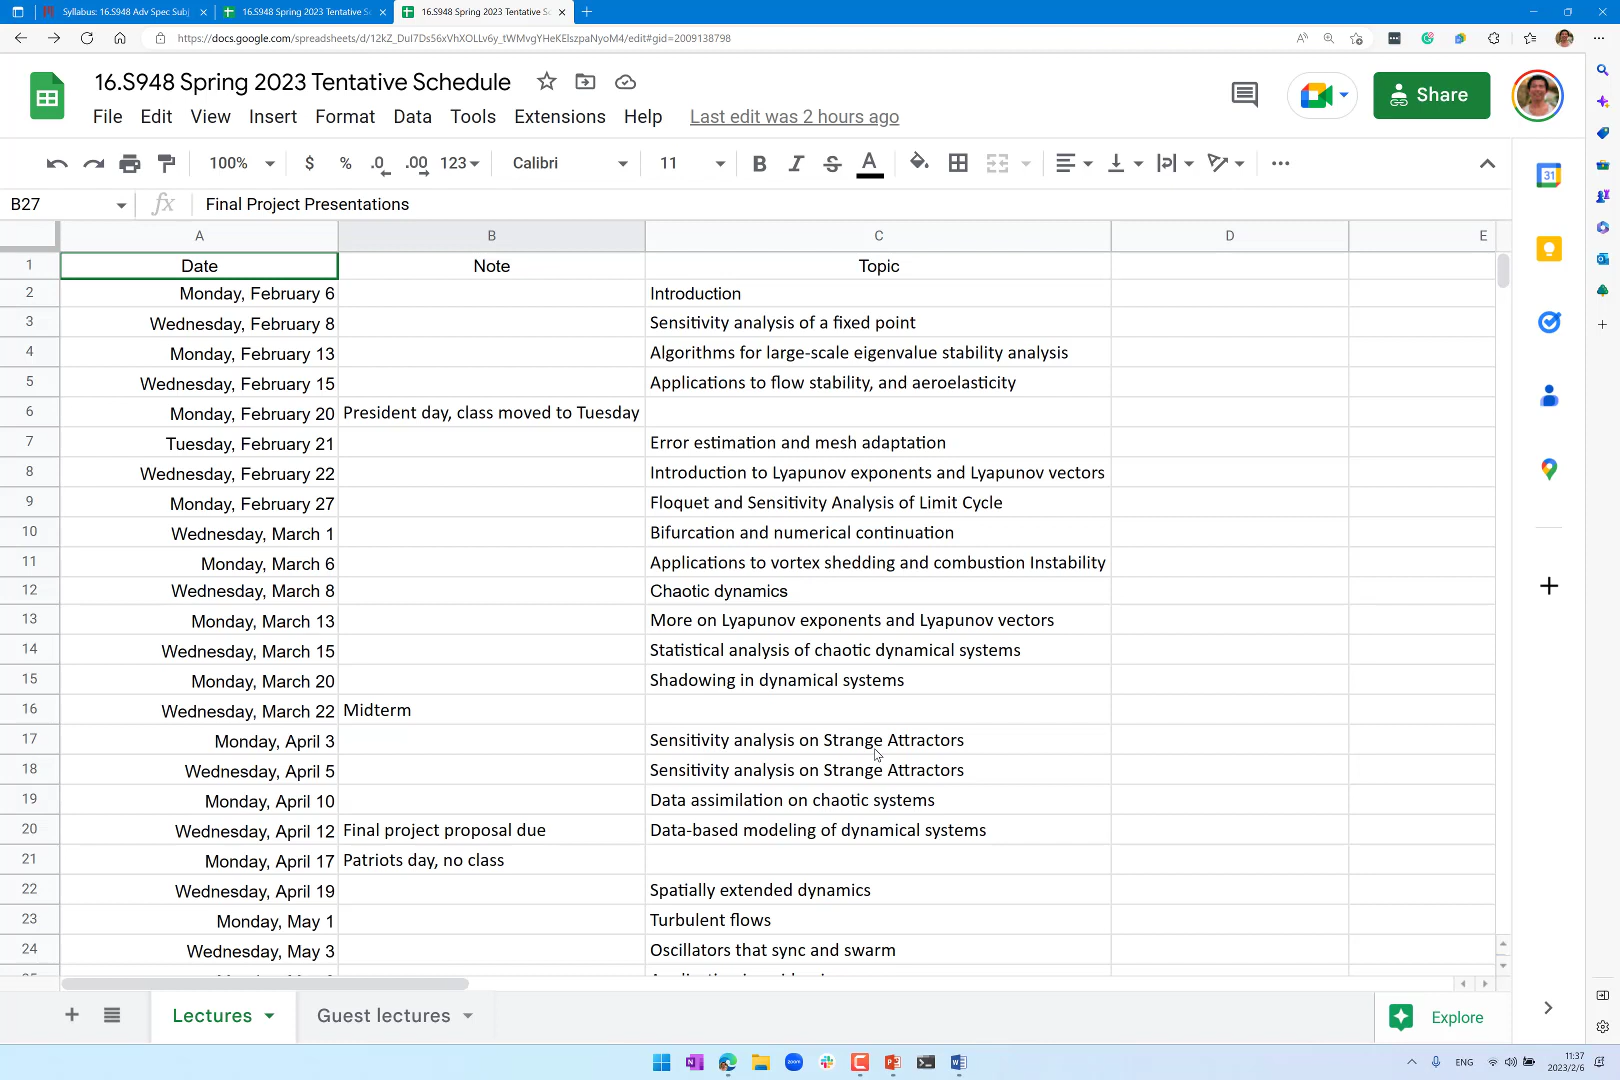 Syllabus: 16.S948 Adv Spec Subj
16.S948 Spring 2023 Tentative Sc
16.S948 Spring 2023 Tentative Sc
https://docs.google.com/spreadsheets/d/12kZ_DuI7Ds56xVhXOLLv6y_tWMvgYHeKElszpaNyoM4/edit#gid=2009138798
16.S948 Spring 2023 Tentative Schedule
Share
File Edit View Insert Format Data Tools Extensions Help Last edit was 2 hours ago
100% $ % .0 .00 123 Calibri 11 B I S A
31
B27 fx Final Project Presentations
A B C D E
1 Date Note Topic
2 Monday, February 6 Introduction
3 Wednesday, February 8 Sensitivity analysis of a fixed point
4 Monday, February 13 Algorithms for large-scale eigenvalue stability analysis
5 Wednesday, February 15 Applications to flow stability, and aeroelasticity
6 Monday, February 20 President day, class moved to Tuesday
7 Tuesday, February 21 Error estimation and mesh adaptation
8 Wednesday, February 22 Introduction to Lyapunov exponents and Lyapunov vectors
9 Monday, February 27 Floquet and Sensitivity Analysis of Limit Cycle
10 Wednesday, March 1 Bifurcation and numerical continuation
11 Monday, March 6 Applications to vortex shedding and combustion Instability
12 Wednesday, March 8 Chaotic dynamics
13 Monday, March 13 More on Lyapunov exponents and Lyapunov vectors
14 Wednesday, March 15 Statistical analysis of chaotic dynamical systems
15 Monday, March 20 Shadowing in dynamical systems
16 Wednesday, March 22 Midterm
17 Monday, April 3 Sensitivity analysis on Strange Attractors
18 Wednesday, April 5 Sensitivity analysis on Strange Attractors
19 Monday, April 10 Data assimilation on chaotic systems
20 Wednesday, April 12 Final project proposal due Data-based modeling of dynamical systems
21 Monday, April 17 Patriots day, no class
22 Wednesday, April 19 Spatially extended dynamics
23 Monday, May 1 Turbulent flows
24 Wednesday, May 3 Oscillators that sync and swarm
Lectures Guest lectures Explore
zoom
ENG
11:37
2023/2/6